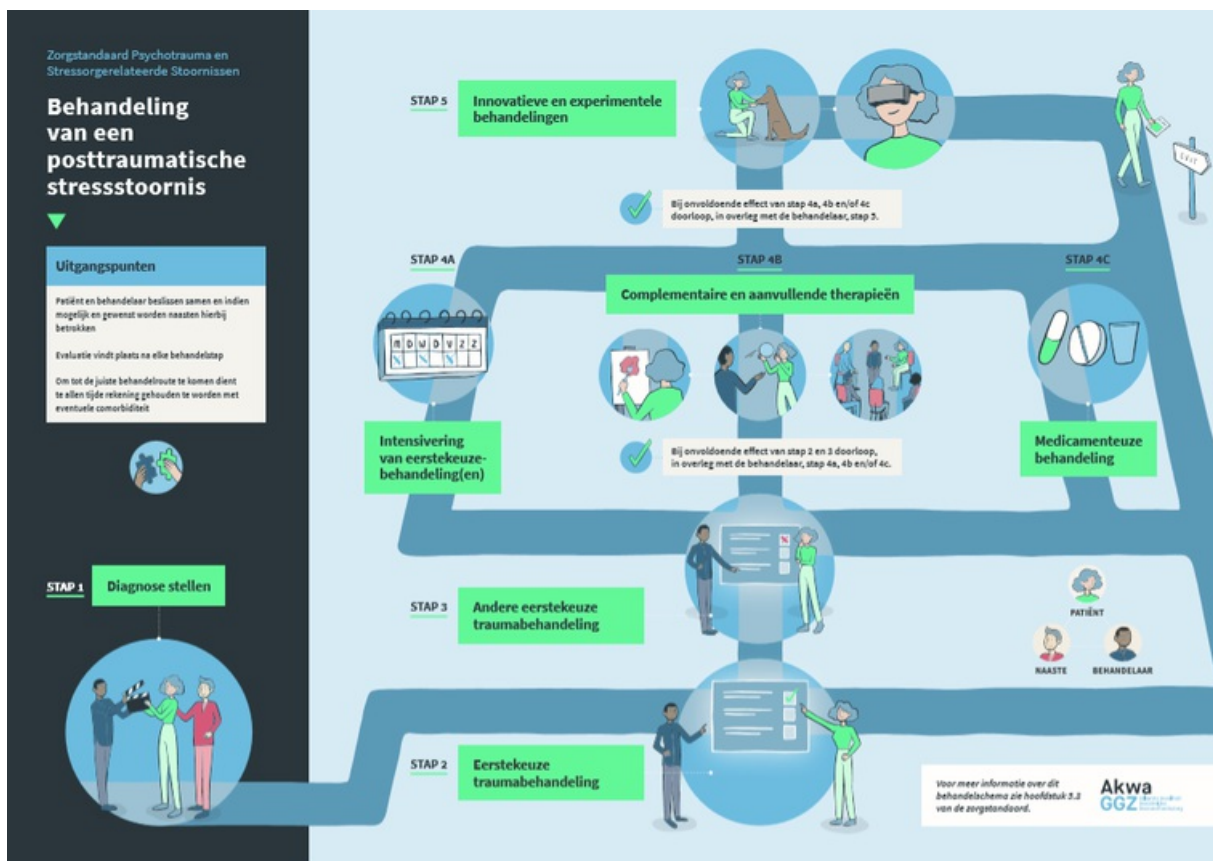 Zorgstandaard Psychotrauma en
Stressorgerelateerde Stoornissen
Behandeling
van een
posttraumatische
stressstoornis
Uitgangspunten
Patiënt en behandelaar beslissen samen en indien
mogelijk en gewenst worden naasten hierbij
betrokken
Evaluatie vindt plaats na elke behandelstap
Om tot de juiste behandelroute te komen dient
te allen tijde rekening gehouden te worden met
eventuele comorbiditeit
STAP 1
Diagnose stellen
STAP 5
Innovatieve en experimentele
behandelingen
EXIT
Bij onvoldoende effect van stap 4a, 4b en/of 4c
doorloop, in overleg met de behandelaar, stap 5.
STAP 4A
STAP 4B
STAP 4C
Complementaire en aanvullende therapieën
M D W D V Z Z
Intensivering
van eerstekeuze-
behandeling(en)
Medicamenteuze
behandeling
Bij onvoldoende effect van stap 2 en 3 doorloop,
in overleg met de behandelaar, stap 4a, 4b en/of 4c.
STAP 3
Andere eerstekeuze
traumabehandeling
PATIËNT
NAASTE
BEHANDELAAR
STAP 2
Eerstekeuze
traumabehandeling
Voor meer informatie over dit
behandelschema zie hoofdstuk 5.3
van de zorgstandaard.
Akwa
GGZ